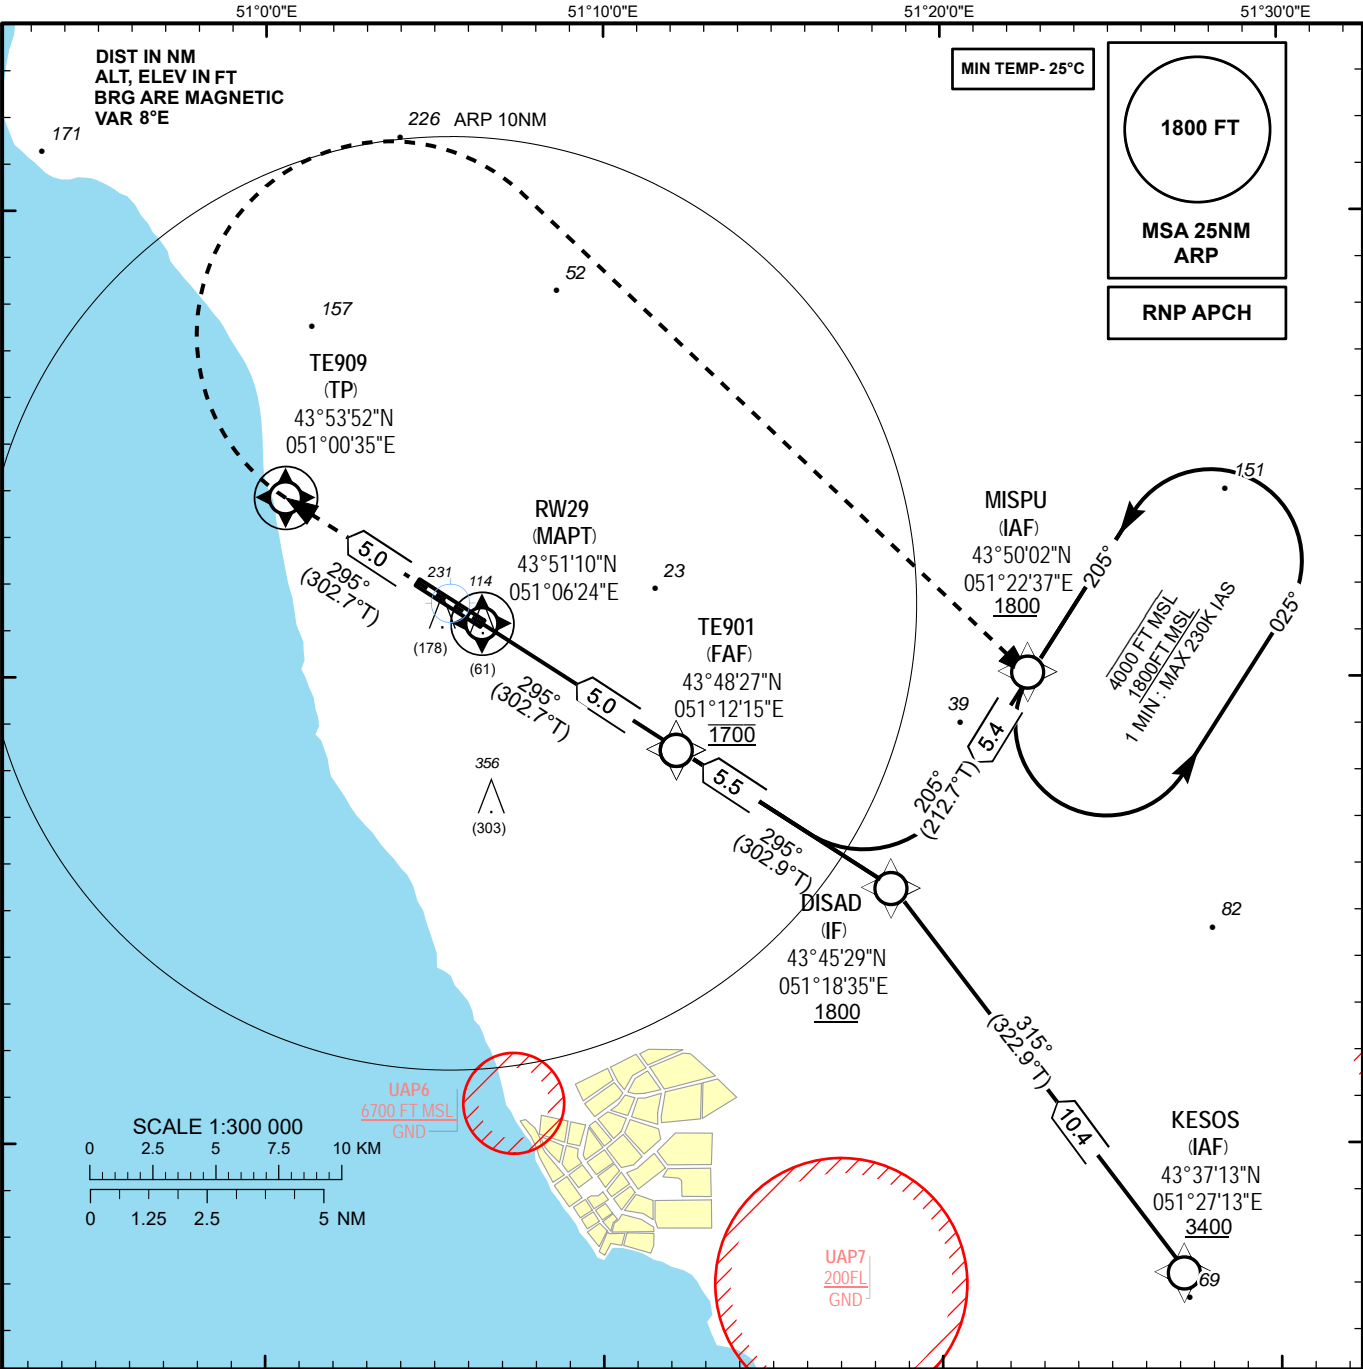 51°0'0"E
51°10'0"E
51°20'0"E
51°30'0"E
DIST IN NM
ALT, ELEV IN FT
BRG ARE MAGNETIC
VAR 8°E
MIN TEMP- 25°C
1800 FT
MSA 25NM
ARP
RNP APCH
171
226 ARP 10NM
52
157
TE909
(TP)
43°53'52"N
051°00'35"E
RW29
(MAPT)
43°51'10"N
051°06'24"E
23
MISPU
(IAF)
43°50'02"N
051°22'37"E
1800
151
205°
025°
4000 FT MSL
1800FT MSL
1 MIN : MAX 230K IAS
5.0
295°
(302.7°T)
231
114
(178)
(61)
TE901
(FAF)
43°48'27"N
051°12'15"E
1700
295°
(302.7°T)
5.0
39
5.4
205°
(212.7°T)
356
(303)
5.5
295°
(302.9°T)
DISAD
(IF)
43°45'29"N
051°18'35"E
1800
82
315°
(322.9°T)
10.4
KESOS
(IAF)
43°37'13"N
051°27'13"E
3400
69
UAP6
6700 FT MSL
GND
UAP7
200FL
GND
SCALE 1:300 000
0 2.5 5 7.5 10 KM
0 1.25 2.5 5 NM